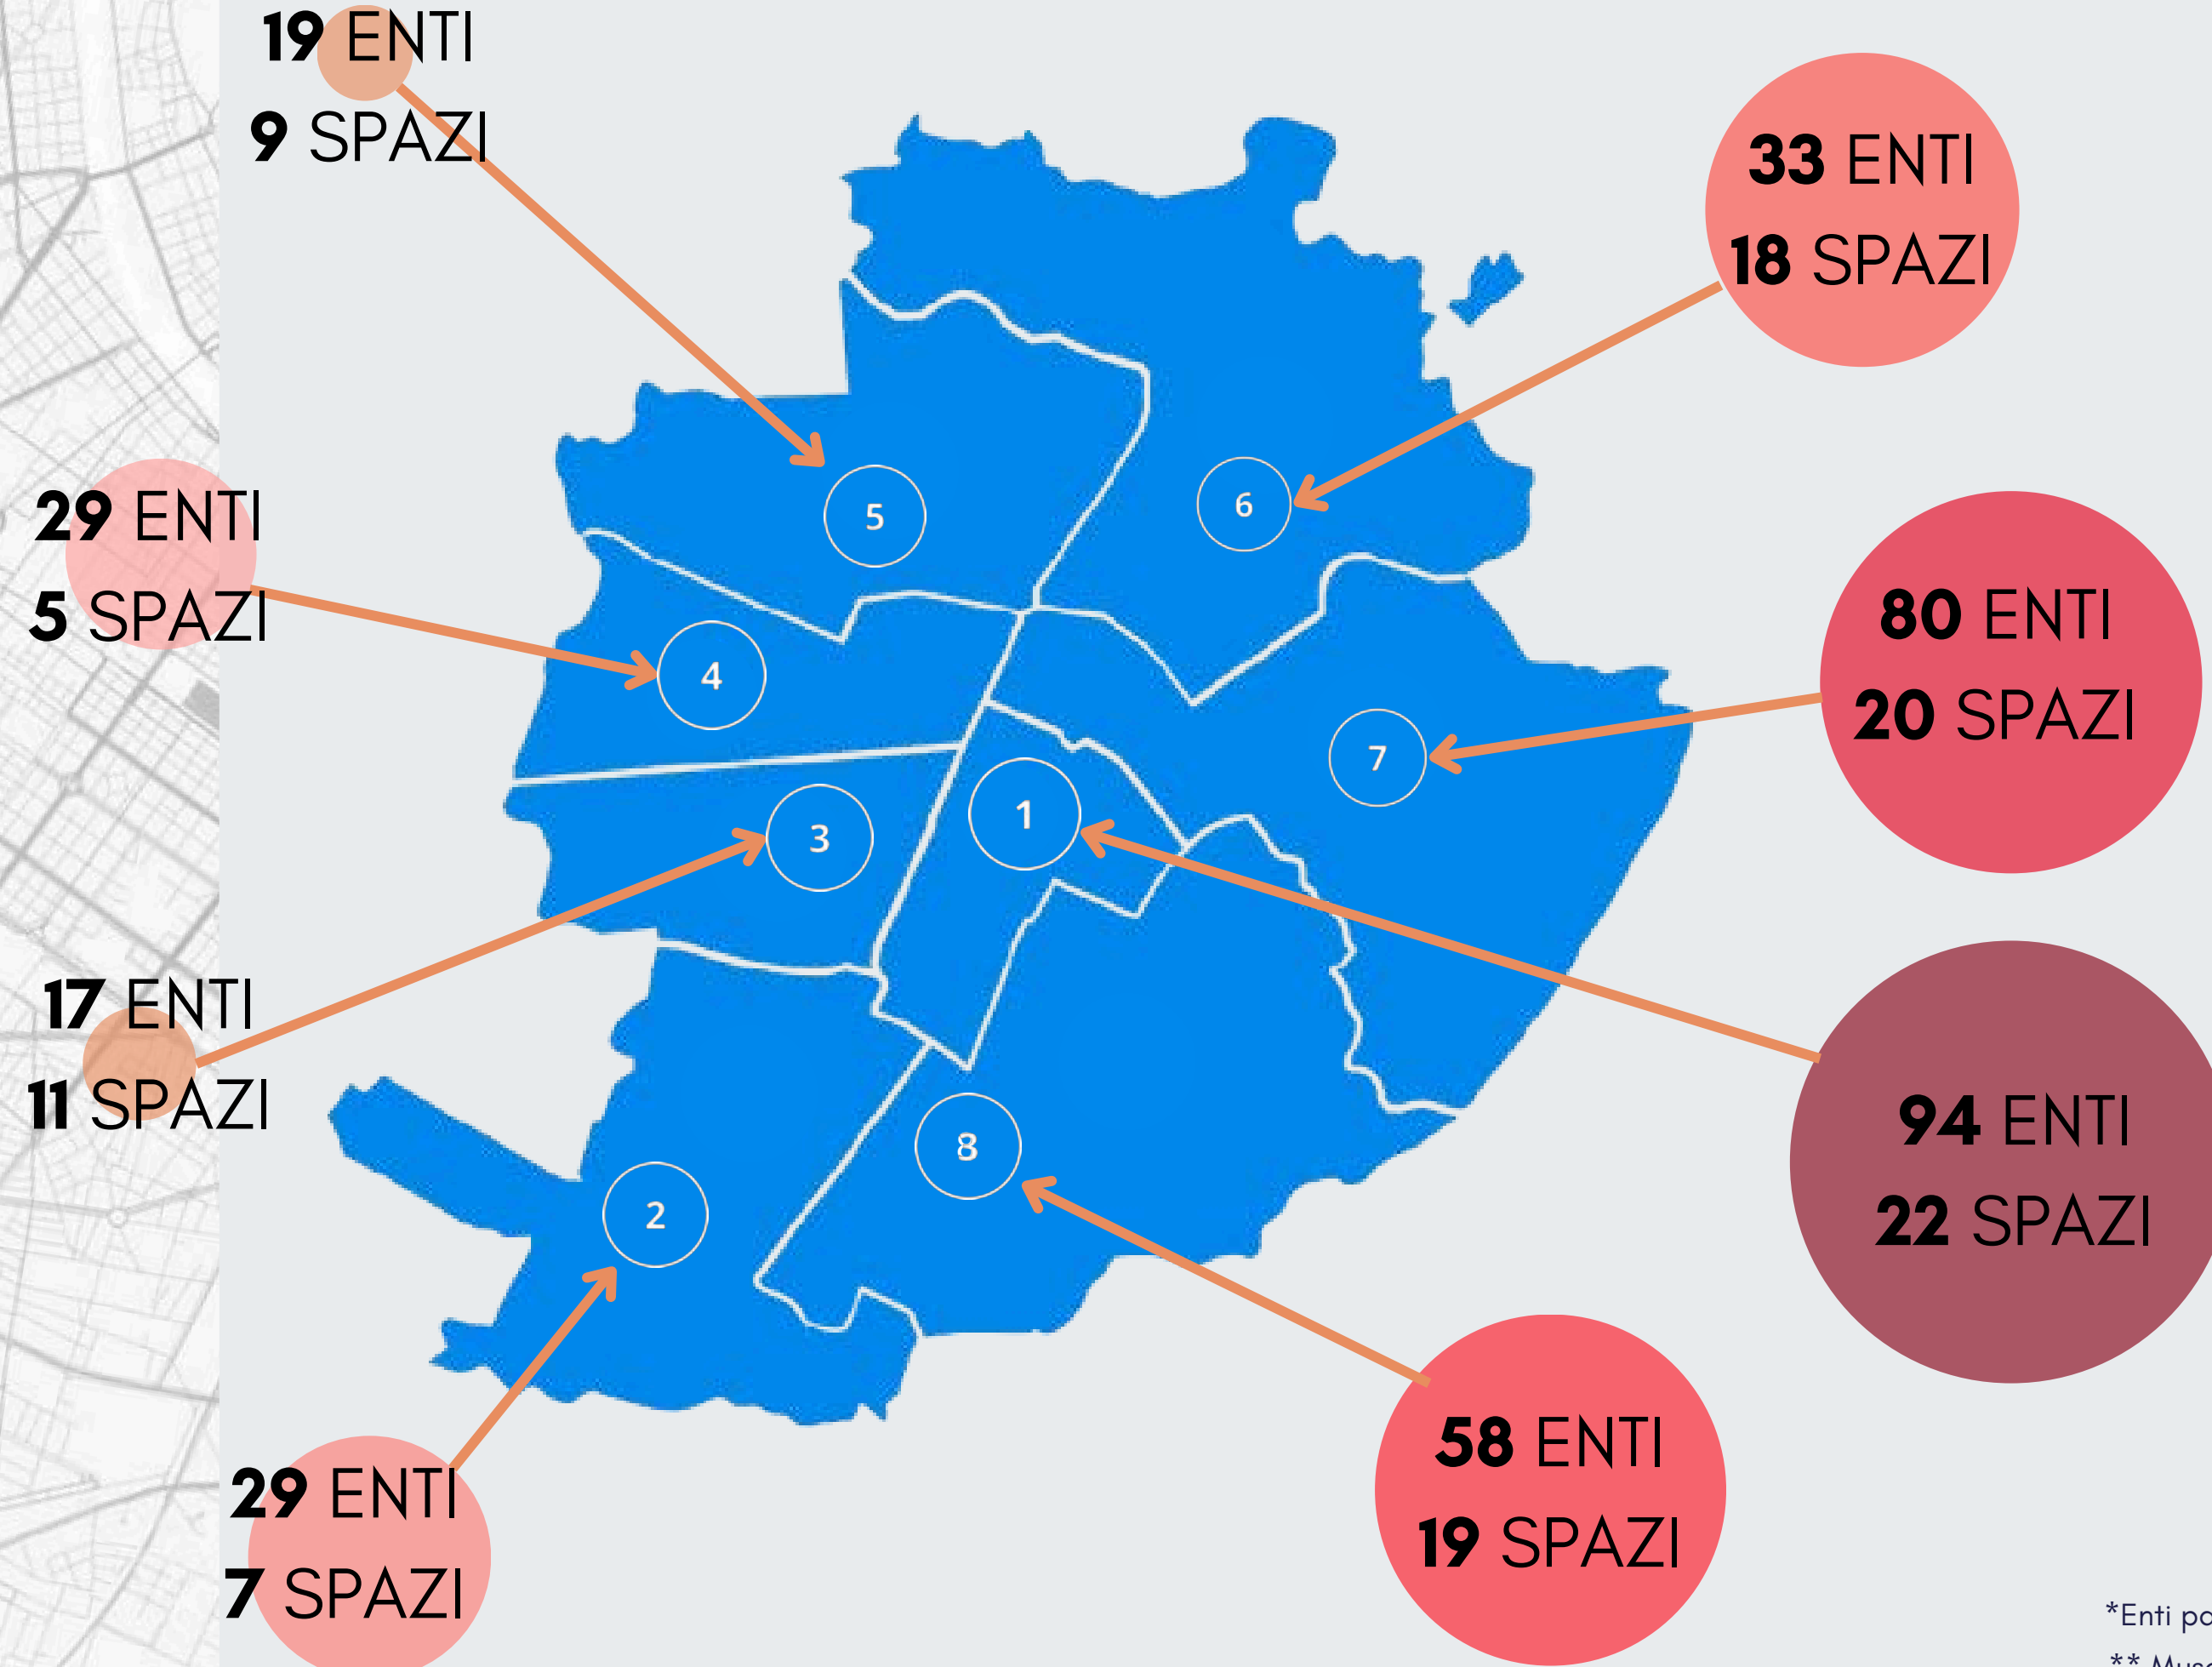 19 ENTI
9 SPAZI
33 ENTI
18 SPAZI
5
6
29 ENTI
5 SPAZI
80 ENTI
20 SPAZI
4
7
3
1
17 ENTI
11 SPAZI
94 ENTI
22 SPAZI
8
2
29 ENTI
7 SPAZI
58 ENTI
19 SPAZI
*Enti
**